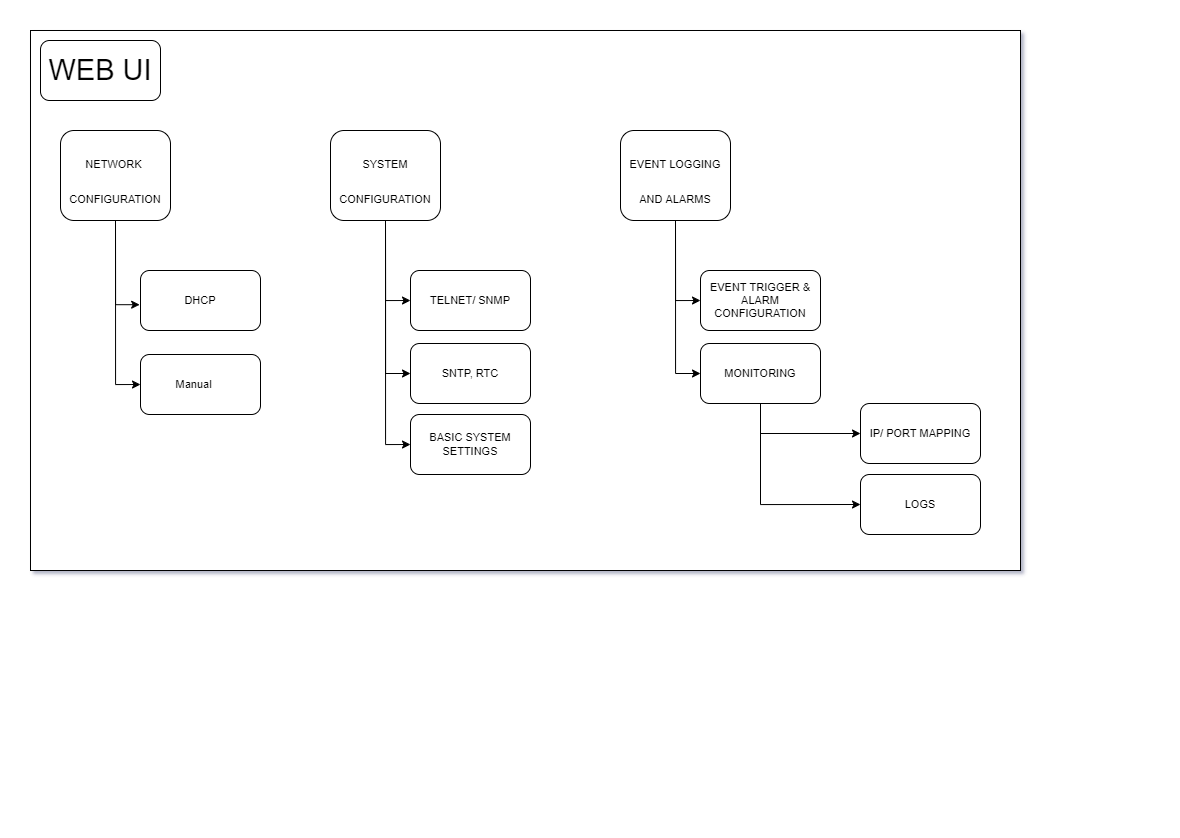 WEB UI
NETWORK
CONFIGURATION
SYSTEM
CONFIGURATION
EVENT LOGGING
AND ALARMS
DHCP
Manual
TELNET/ SNMP
SNTP, RTC
BASIC SYSTEM
SETTINGS
EVENT TRIGGER &
ALARM
CONFIGURATION
MONITORING
IP/ PORT MAPPING
LOGS